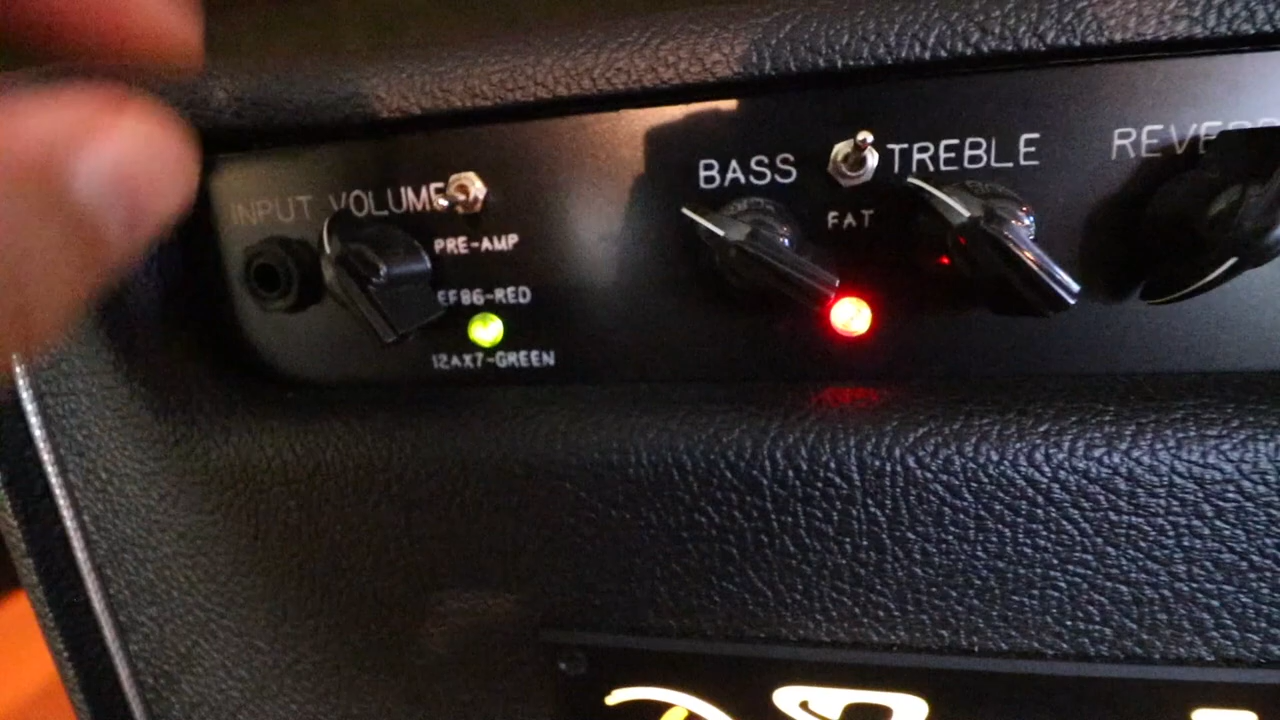 INPUT VOLUME
PRE-AMP
EF86-RED
12AX7-GREEN
BASS
FAT
TREBLE